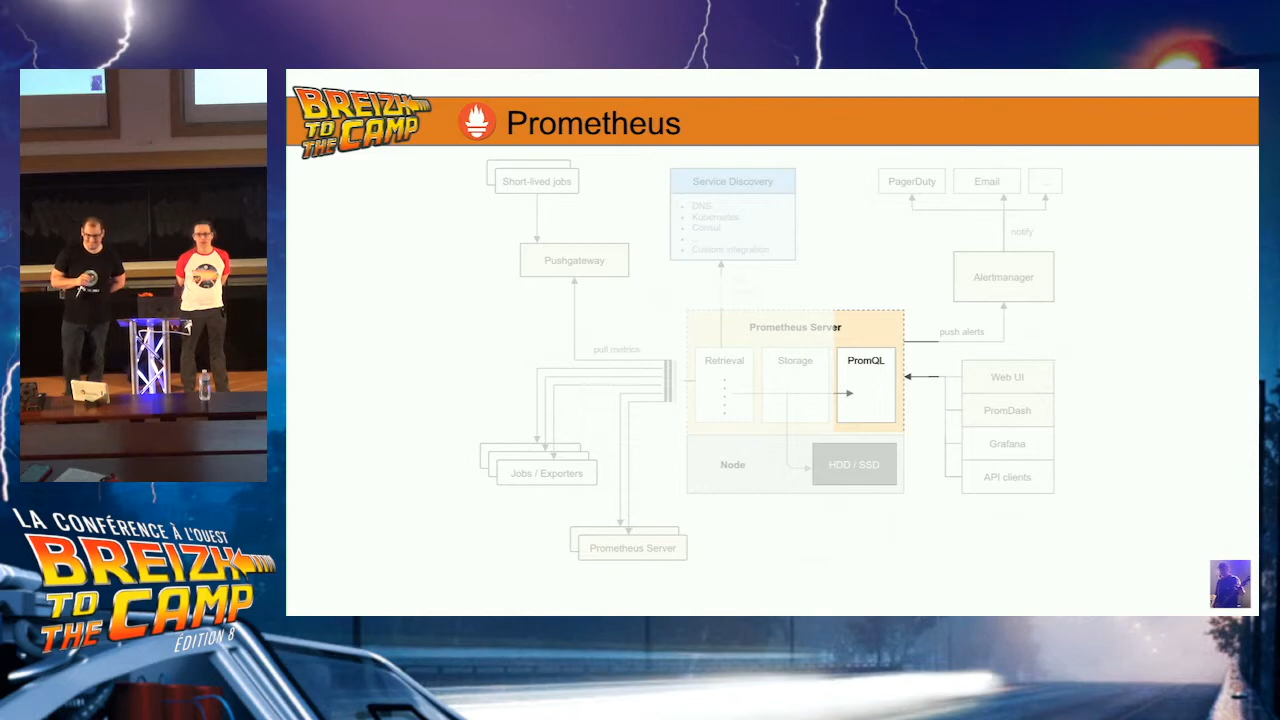 BREIZH
TO
THE CAMP
Prometheus
Short-lived jobs
Service Discovery
DNS
Kubernetes
Consul
...
Custom integration
PagerDuty
Email
...
notify
Pushgateway
Alertmanager
Prometheus Server
push alerts
pull metrics
Retrieval
Storage
PromQL
Web UI
PromDash
Grafana
API clients
Node
HDD / SSD
Jobs / Exporters
Prometheus Server
LA CONFÉRENCE À L'OUEST
BREIZH
TO
THE CAMP
ÉDITION 8